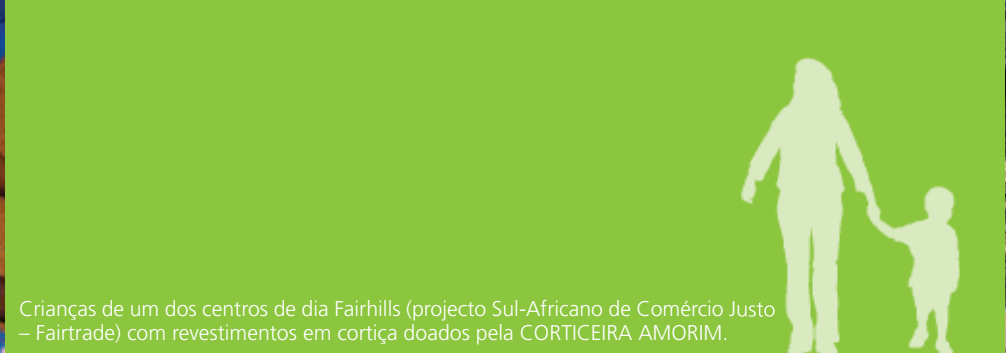 Crianças de um dos centros de dia Fairhills (projecto Sul-Africano de Comércio Justo
– Fairtrade) com revestimentos em cortiça doados pela CORTICEIRA AMORIM.